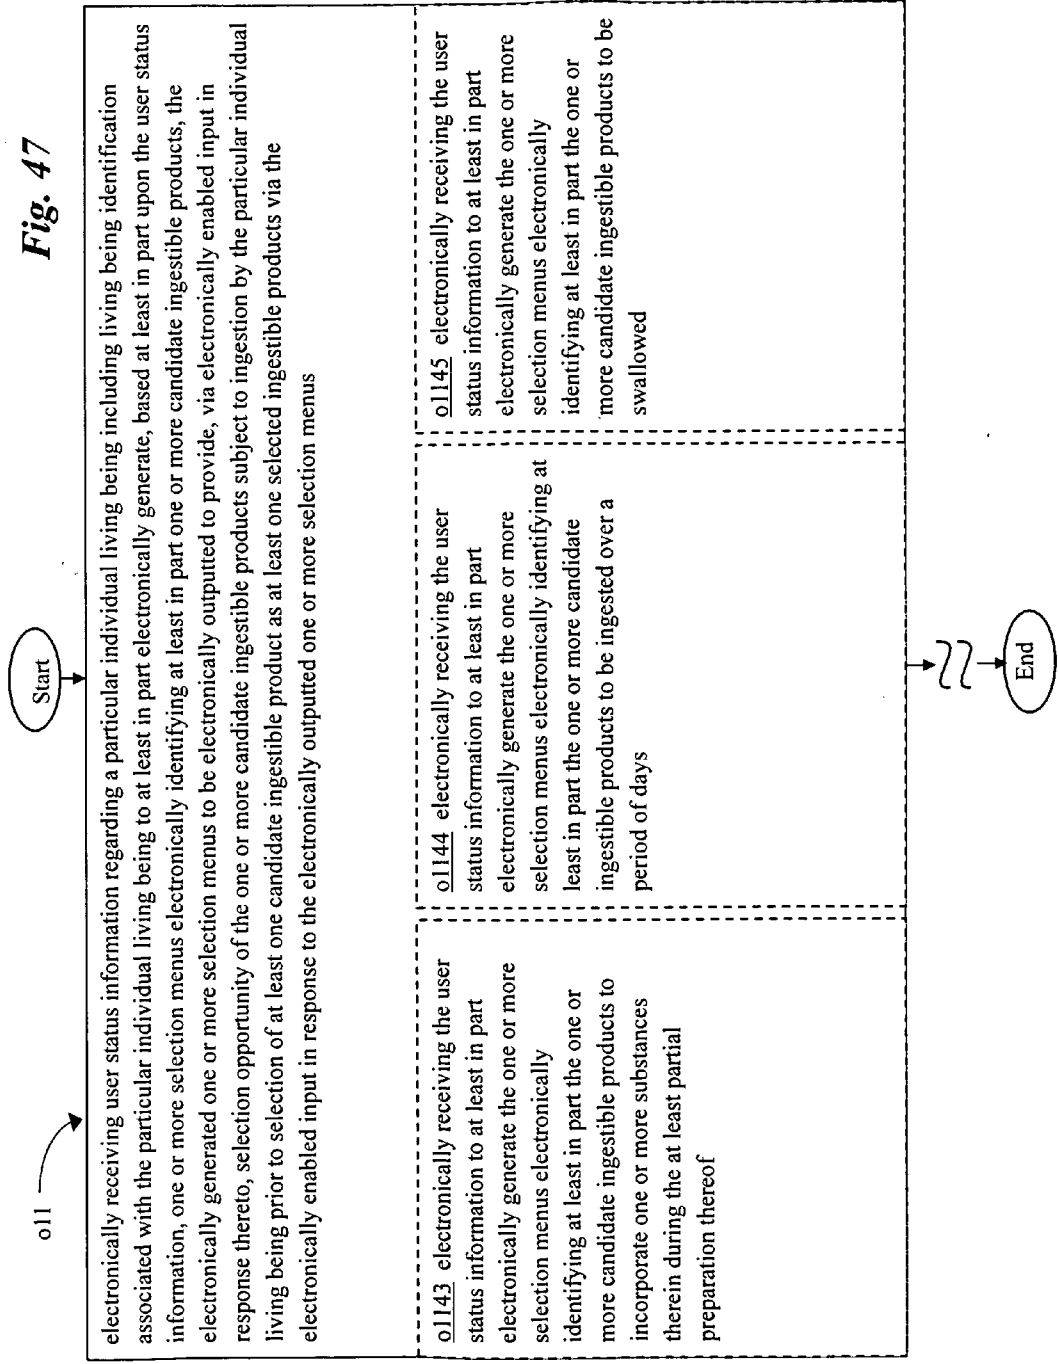 Fig. 47
Start
o11
electronically receiving user status information regarding a particular individual living being including living being identification
associated with the particular individual living being to at least in part electronically generate, based at least in part upon the user status
information, one or more selection menus electronically identifying at least in part one or more candidate ingestible products, the
electronically generated one or more selection menus to be electronically outputted to provide, via electronically enabled input in
response thereto, selection opportunity of the one or more candidate ingestible products subject to ingestion by the particular individual
living being prior to selection of at least one candidate ingestible product as at least one selected ingestible products via the
electronically enabled input in response to the electronically outputted one or more selection menus
o1143 electronically receiving the user
status information to at least in part
electronically generate the one or more
selection menus electronically
identifying at least in part the one or
more candidate ingestible products to
incorporate one or more substances
therein during the at least partial
preparation thereof
o1144 electronically receiving the user
status information to at least in part
electronically generate the one or more
selection menus electronically identifying at
least in part the one or more candidate
ingestible products to be ingested over a
period of days
o1145 electronically receiving the user
status information to at least in part
electronically generate the one or more
selection menus electronically
identifying at least in part the one or
more candidate ingestible products to be
swallowed
End